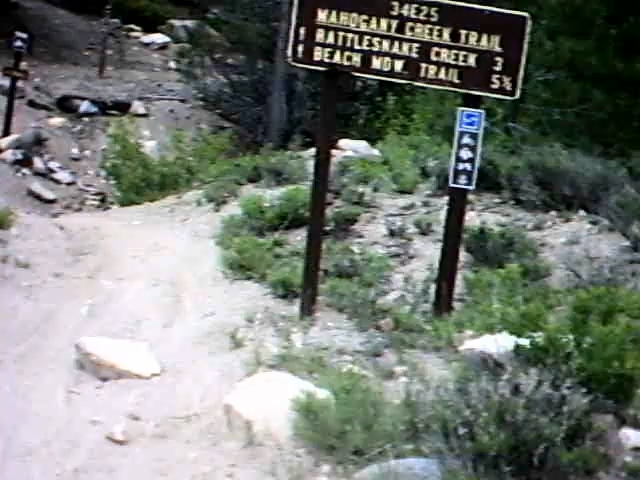 34E25
MAHOGANY CREEK TRAIL
↑ RATTLESNAKE CREEK 3
↑ BEACH MDW. TRAIL 5½